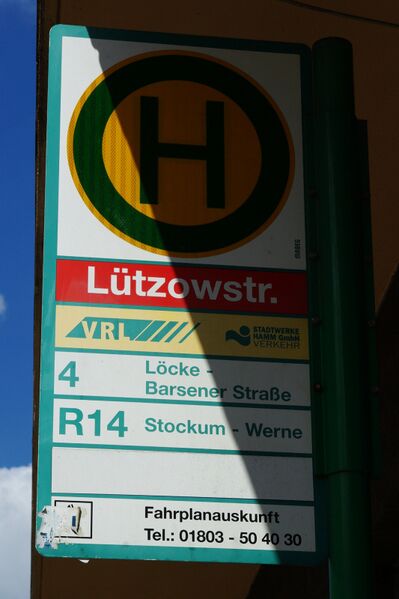 H
MABEG
Lützowstr.
VRL
STADTWERKE
HAMM GmbH
VERKEHR
4
Löcke -
Barsener Straße
R14 Stockum - Werne
Fahrplanauskunft
Tel.: 01803 - 50 40 30